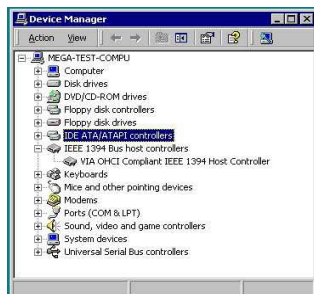 Device Manager
Action View
MEGA-TEST-COMPU
Computer
Disk drives
DVD/CD-ROM drives
Floppy disk controllers
Floppy disk drives
IDE ATA/ATAPI controllers
IEEE 1394 Bus host controllers
VIA OHCI Compliant IEEE 1394 Host Controller
Keyboards
Mice and other pointing devices
Modems
Ports (COM & LPT)
Sound, video and game controllers
System devices
Universal Serial Bus controllers